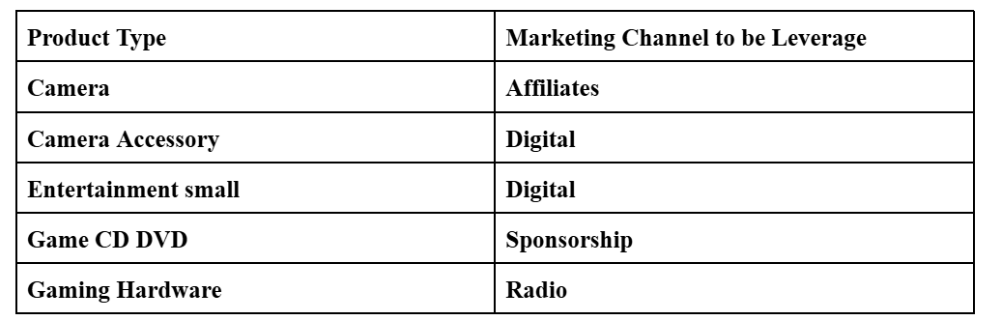 Product Type Marketing Channel to be Leverage
Camera Affiliates
Camera Accessory Digital
Entertainment small Digital
Game CD DVD Sponsorship
Gaming Hardware Radio